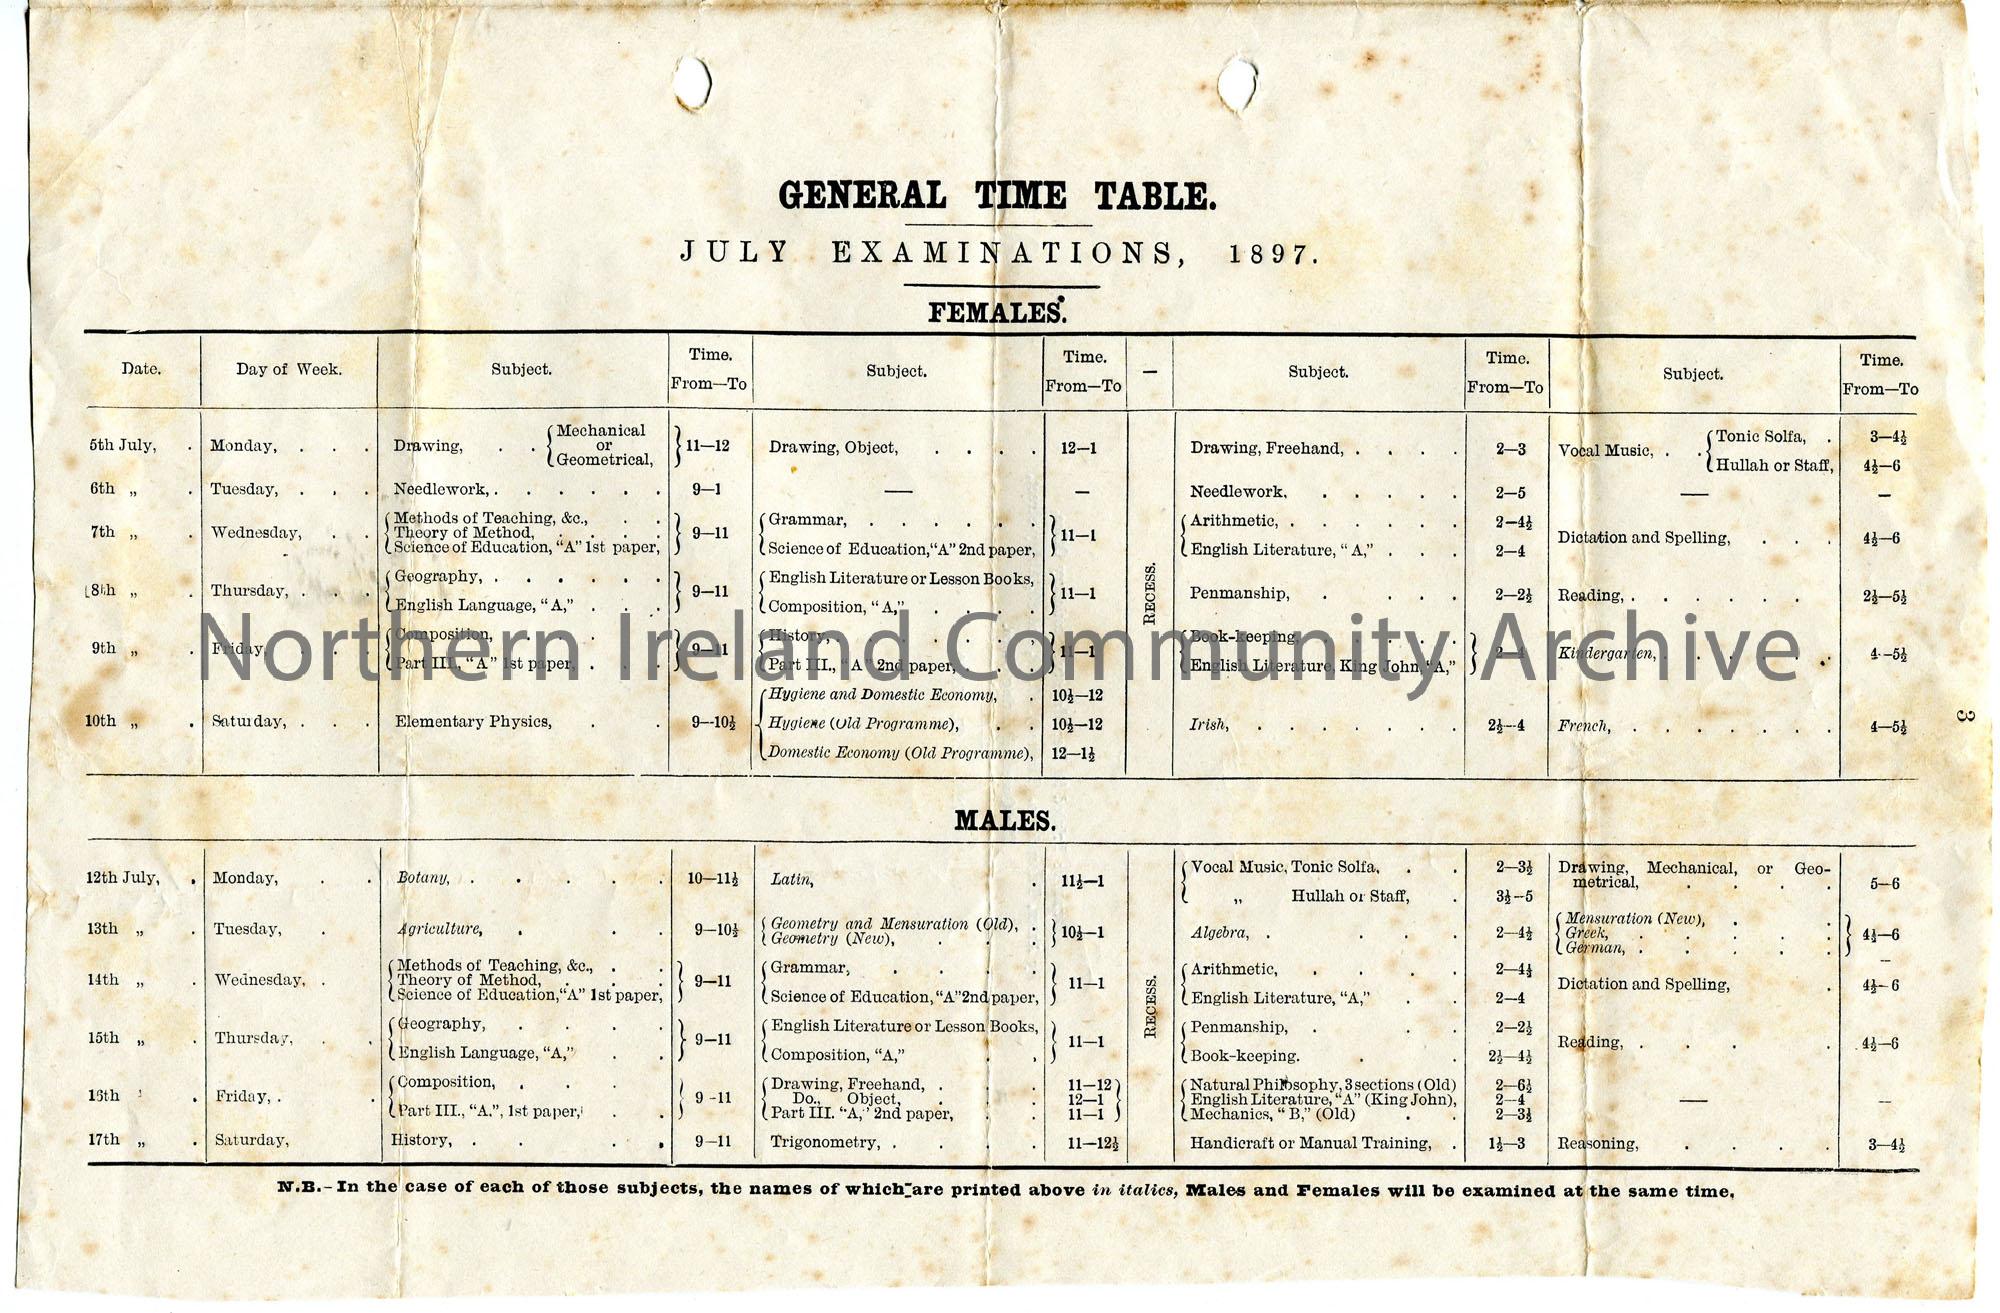 GENERAL TIME TABLE.
JULY EXAMINATIONS, 1897.
FEMALES.
Date. Day of Week. Subject. Time. From—To Subject. Time. From—To — Subject. Time. From—To Subject. Time. From—To
5th July, Monday, Drawing, { Mechanical or Geometrical, } 11—12 Drawing, Object, 12—1 Drawing, Freehand, 2—3 Vocal Music, { Tonic Solfa, 3—4½
Hullah or Staff, 4½—6
6th „ Tuesday, Needlework, 9—1 — — Needlework, 2—5 — —
7th „ Wednesday, { Methods of Teaching, &c., Theory of Method, Science of Education, "A" 1st paper, } 9—11 { Grammar, Science of Education, "A" 2nd paper, } 11—1 { Arithmetic, 2—4½ Dictation and Spelling, 4½—6
English Literature, "A," 2—4
RECESS.
8th „ Thursday, { Geography, English Language, "A," } 9—11 { English Literature or Lesson Books, Composition, "A," } 11—1 Penmanship, 2—2½ Reading, 2½—5½
9th „ Friday, { Composition, Part III., "A" 1st paper, } 9—11 { History, Part III., "A" 2nd paper, } 11—1 { Book-keeping, English Literature, King John, "A," } 2—4 Kindergarten, 4—5½
10th „ Saturday, Elementary Physics, 9—10½ { Hygiene and Domestic Economy, 10½—12
Hygiene (Old Programme), 10½—12 Irish, 2½—4 French, 4—5½
Domestic Economy (Old Programme), 12—1½
MALES.
12th July, Monday, Botany, 10—11½ Latin, 11½—1 { Vocal Music, Tonic Solfa, 2—3½ Drawing, Mechanical, or Geometrical, 5—6
„ Hullah or Staff, 3½—5
13th „ Tuesday, Agriculture, 9—10½ { Geometry and Mensuration (Old), Geometry (New), } 10½—1 Algebra, 2—4½ { Mensuration (New), Greek, German, } 4½—6
14th „ Wednesday, { Methods of Teaching, &c., Theory of Method, Science of Education, "A" 1st paper, } 9—11 { Grammar, Science of Education, "A" 2nd paper, } 11—1 { Arithmetic, 2—4½ Dictation and Spelling, 4½—6
English Literature, "A," 2—4
RECESS.
15th „ Thursday, { Geography, English Language, "A," } 9—11 { English Literature or Lesson Books, Composition, "A," } 11—1 { Penmanship, 2—2½ Reading, 4½—6
Book-keeping. 2½—4½
16th Friday, { Composition, Part III., "A.", 1st paper, } 9—11 { Drawing, Freehand, 11—12 { Natural Philosophy, 3 sections (Old) 2—6½ — —
Do., Object, 12—1 English Literature, "A" (King John), 2—4
Part III. "A," 2nd paper, 11—1 } Mechanics, "B," (Old) 2—3½
17th „ Saturday, History, 9—11 Trigonometry, 11—12½ Handicraft or Manual Training, 1½—3 Reasoning, 3—4½
N.B.—In the case of each of those subjects, the names of which are printed above in italics, Males and Females will be examined at the same time.
3
Northern Ireland Community Archive